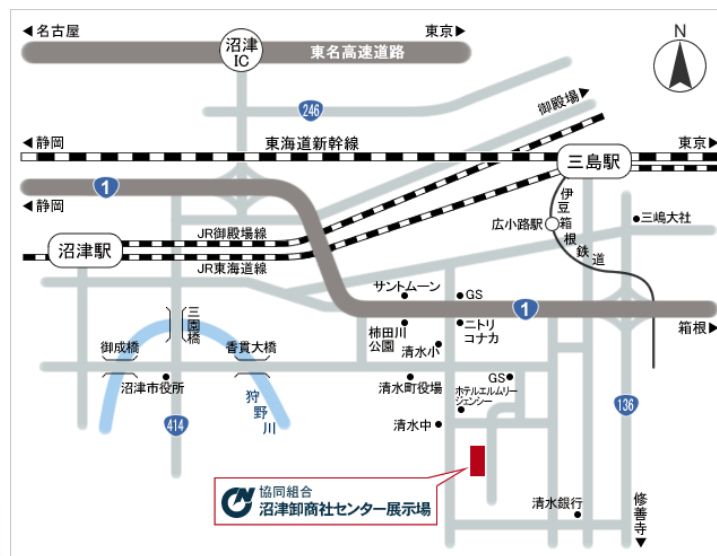 ◀名古屋
沼津
IC
東名高速道路
東京▶
N
246
御殿場▶
◀静岡
東海道新幹線
東京▶
三島駅
1
◀静岡
伊豆箱根鉄道
広小路駅
三嶋大社
JR御殿場線
沼津駅
JR東海道線
サントムーン
GS
1
箱根▶
三園橋
柿田川
公園
ニトリ
コナカ
御成橋
香貫大橋
清水小
沼津市役所
清水町役場
GS
ホテルエルムリー
ジェンシー
狩野川
136
414
清水中
協同組合
沼津卸商社センター展示場
清水銀行
修善寺▼